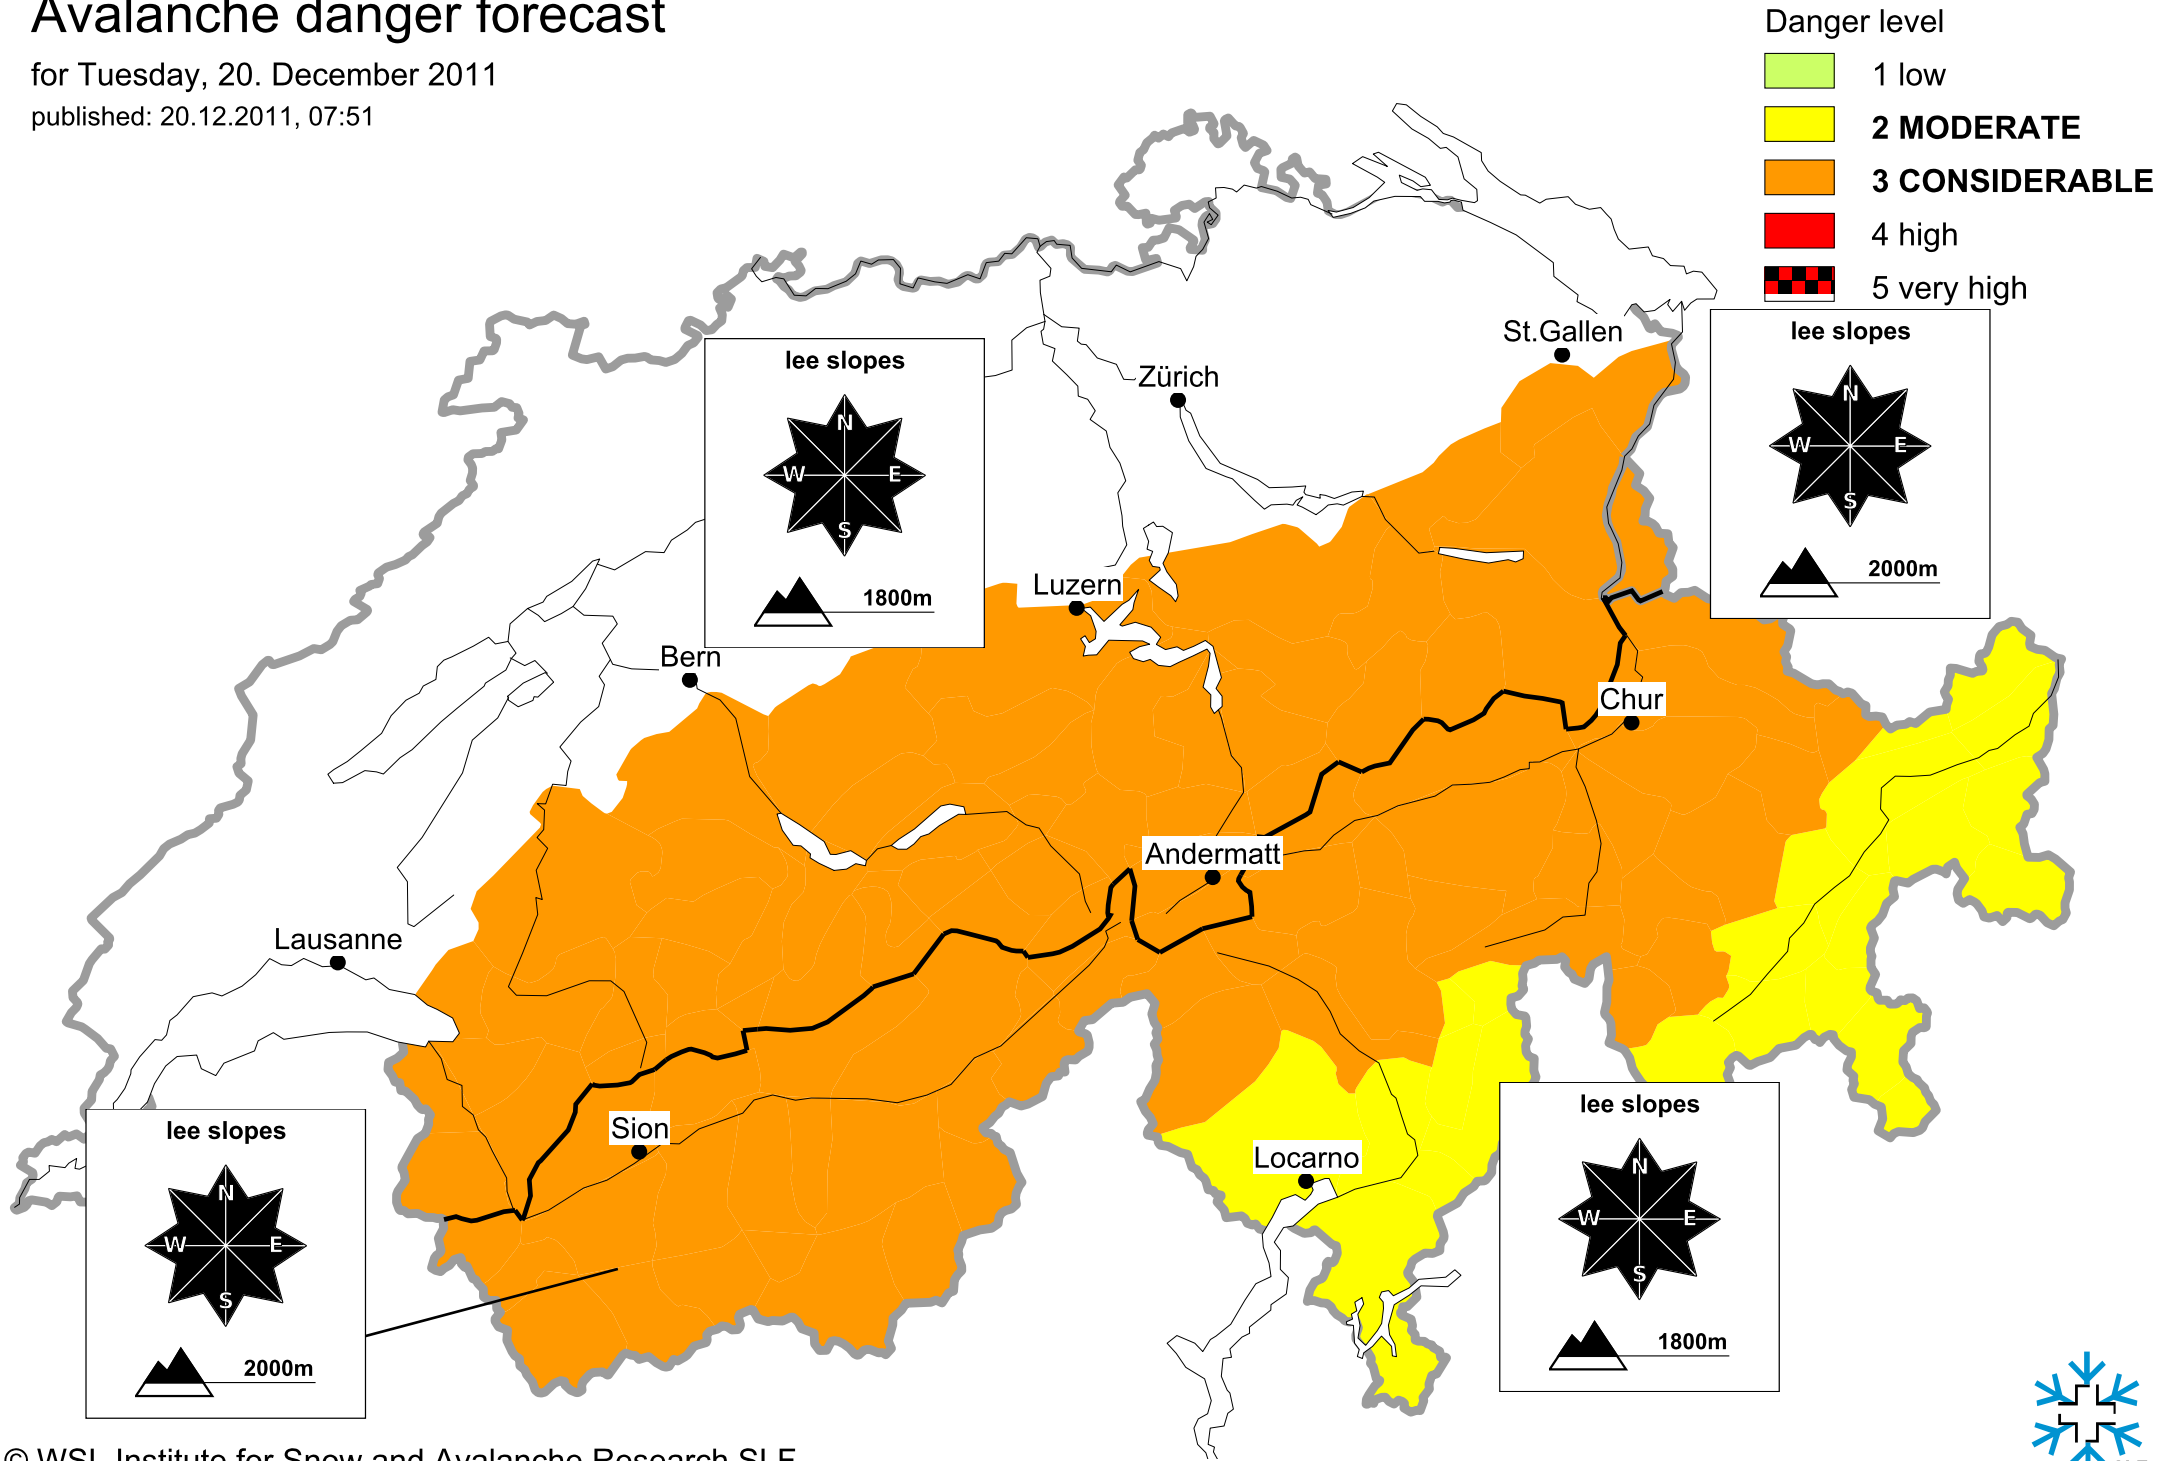 Avalanche danger forecast
for Tuesday, 20. December 2011
published: 20.12.2011, 07:51
Danger level
1 low
2 MODERATE
3 CONSIDERABLE
4 high
5 very high
lee slopes
N
W E
S
2000m
St.Gallen
lee slopes
N
W E
S
1800m
Zürich
Luzern
Bern
Chur
Andermatt
Lausanne
Sion
Locarno
lee slopes
N
W E
S
1800m
lee slopes
N
W E
S
2000m
© WSL Institute for Snow and Avalanche Research SLF